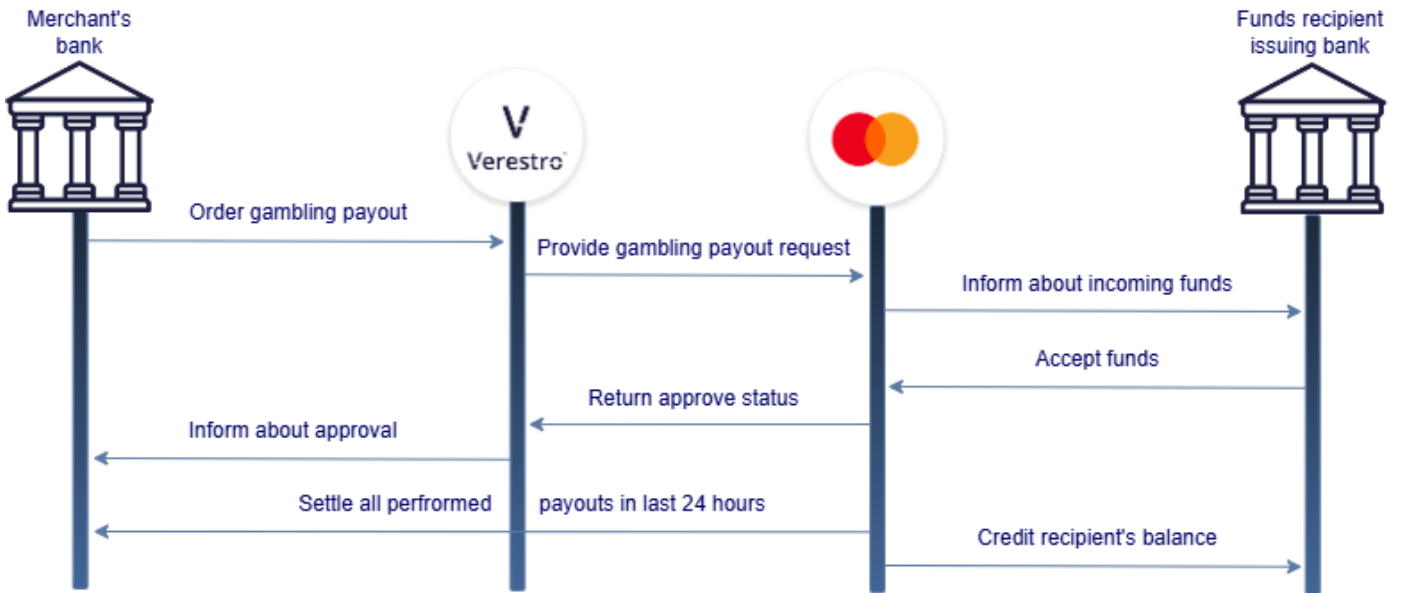 Merchant's
bank
Funds recipient
issuing bank
Verestro
Order gambling payout
Provide gambling payout request
Inform about incoming funds
Accept funds
Return approve status
Inform about approval
Settle all perfromed payouts in last 24 hours
Credit recipient's balance